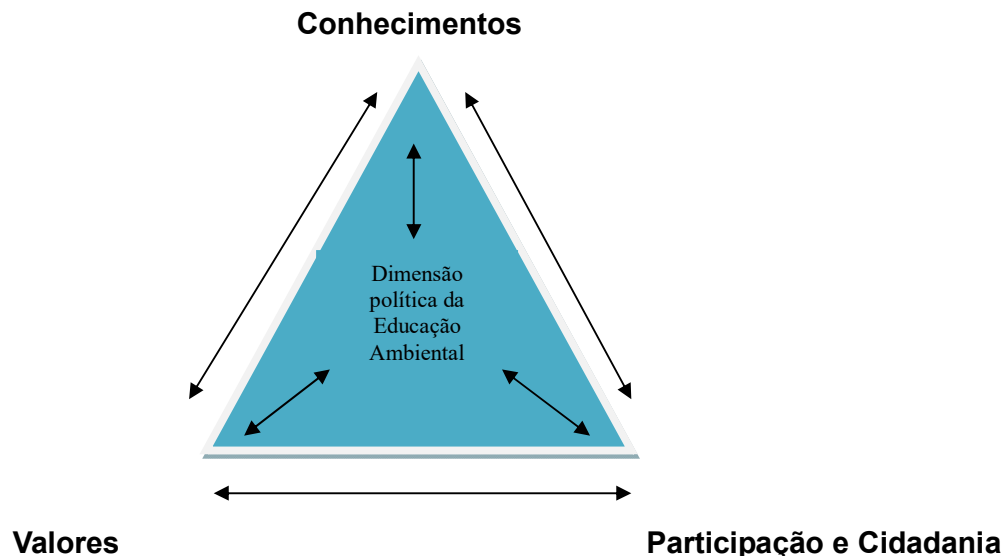 Conhecimentos
Dimensão
política da
Educação
Ambiental
Valores
Participação e Cidadania